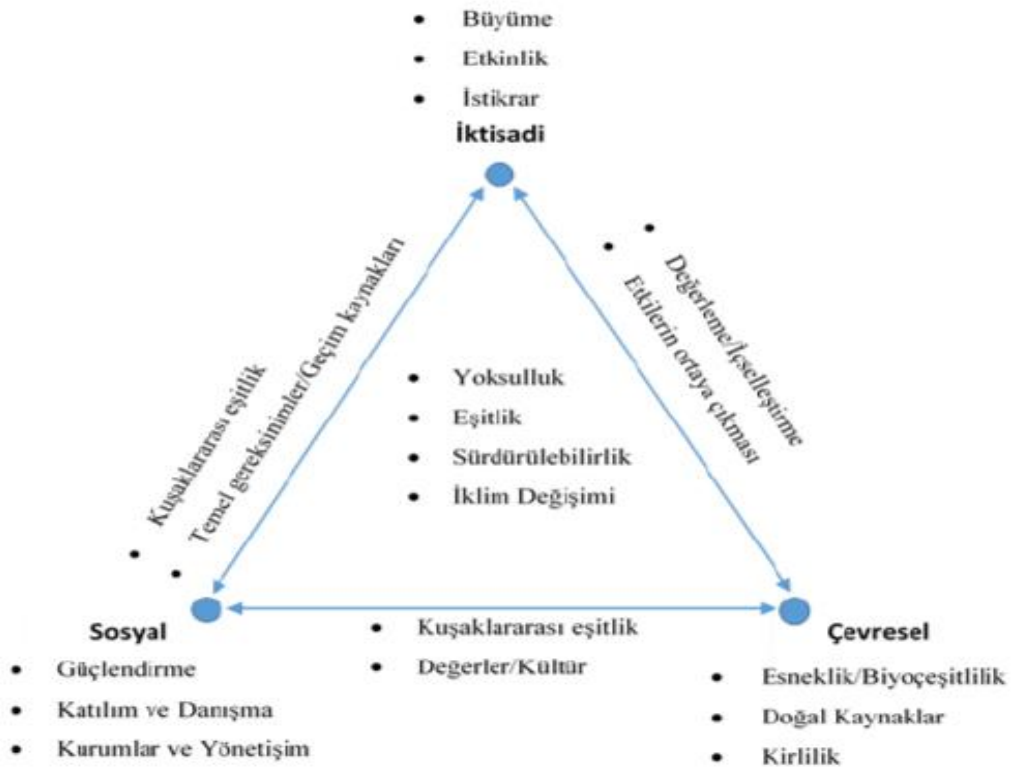 • Büyüme
• Etkinlik
• İstikrar
İktisadi
• Kuşaklararası eşitlik
• Temel gereksinimler/Geçim kaynakları
• Değerleme/İçselleştirme
• Etkilerin ortaya çıkması
• Yoksulluk
• Eşitlik
• Sürdürülebilirlik
• İklim Değişimi
Sosyal
• Güçlendirme
• Katılım ve Danışma
• Kurumlar ve Yönetişim
• Kuşaklararası eşitlik
• Değerler/Kültür
Çevresel
• Esneklik/Biyoçeşitlilik
• Doğal Kaynaklar
• Kirlilik